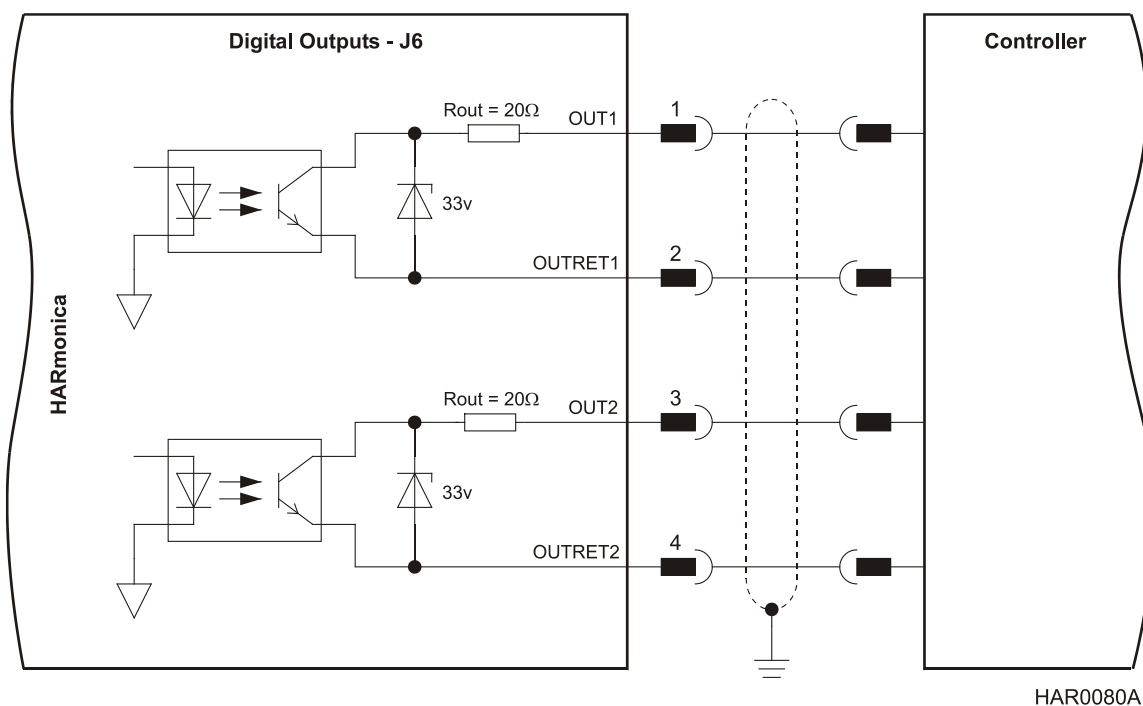 Digital Outputs - J6
Controller
Rout = 20Ω
OUT1
1
33v
OUTRET1
2
HARmonica
Rout = 20Ω
OUT2
3
33v
OUTRET2
4
HAR0080A